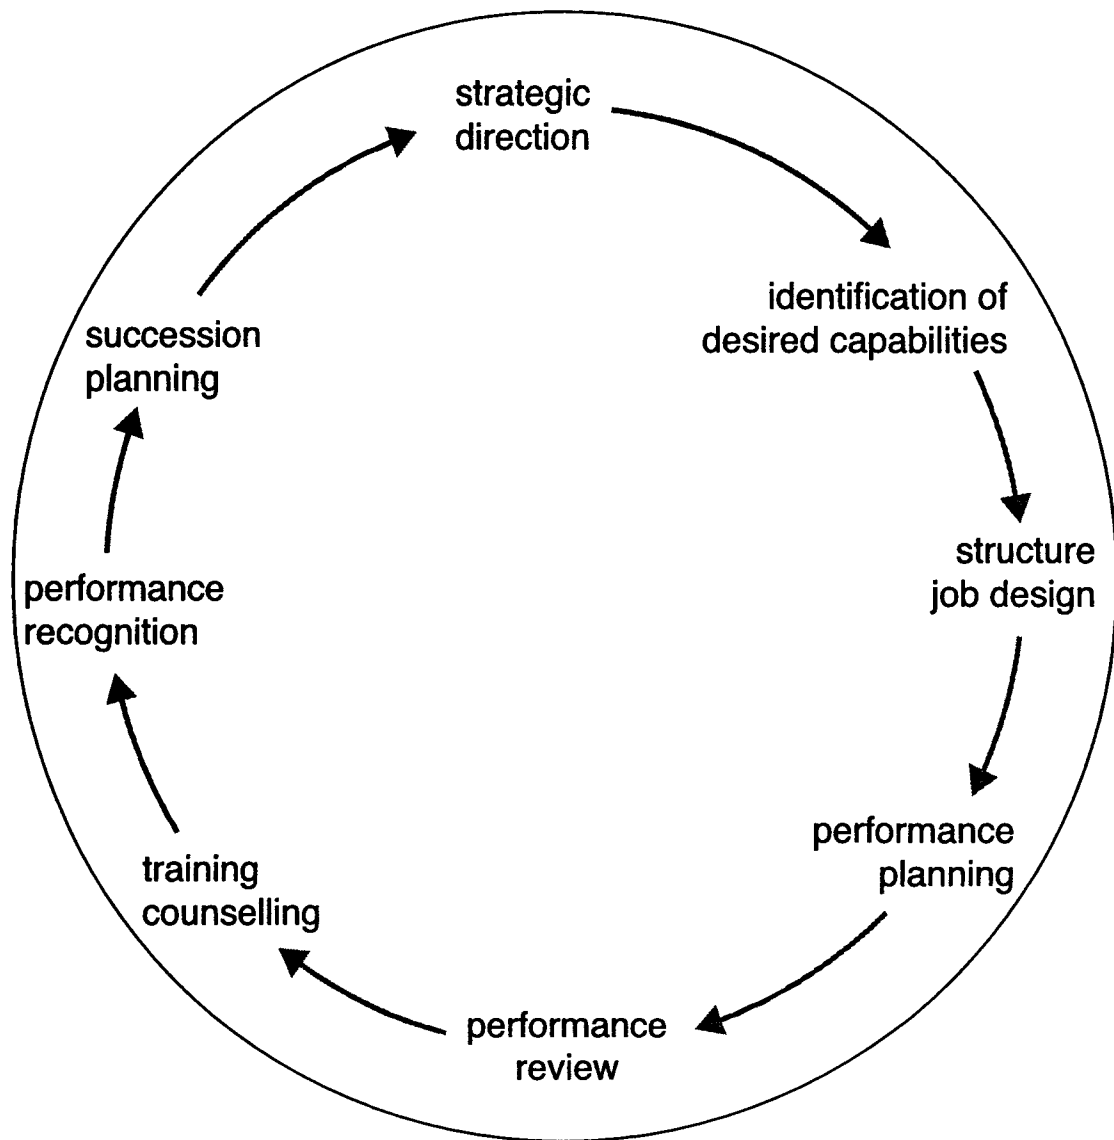 strategic
direction
identification of
desired capabilities
structure
job design
performance
planning
performance
review
training
counselling
performance
recognition
succession
planning